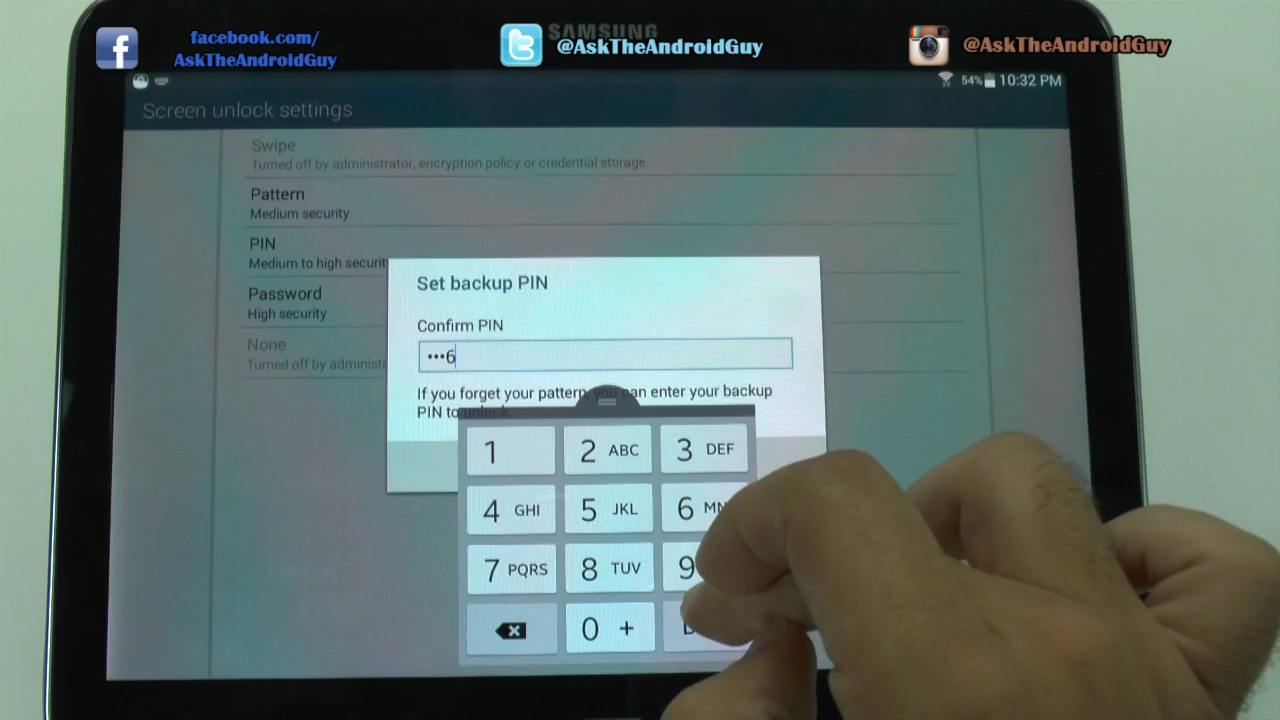 facebook.com/
AskTheAndroidGuy
@AskTheAndroidGuy
@AskTheAndroidGuy
SAMSUNG
54% 10:32 PM
Screen unlock settings
Swipe
Turned off by administrator, encryption policy or credential storage.
Pattern
Medium security
PIN
Medium to high security
Password
High security
None
Turned off by
Set backup PIN
Confirm PIN
•••6
If you forget your pattern, you can enter your backup
PIN to unlock.
1 2 ABC 3 DEF
4 GHI 5 JKL 6 MN
7 PQRS 8 TUV 9
0 +